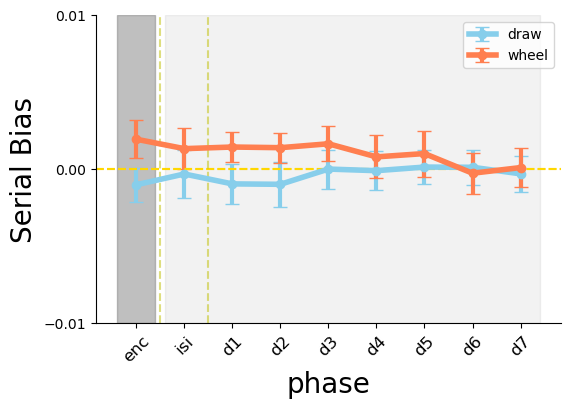 0.01
0.00
-0.01
Serial Bias
draw
wheel
enc
isi
d1
d2
d3
d4
d5
d6
d7
phase